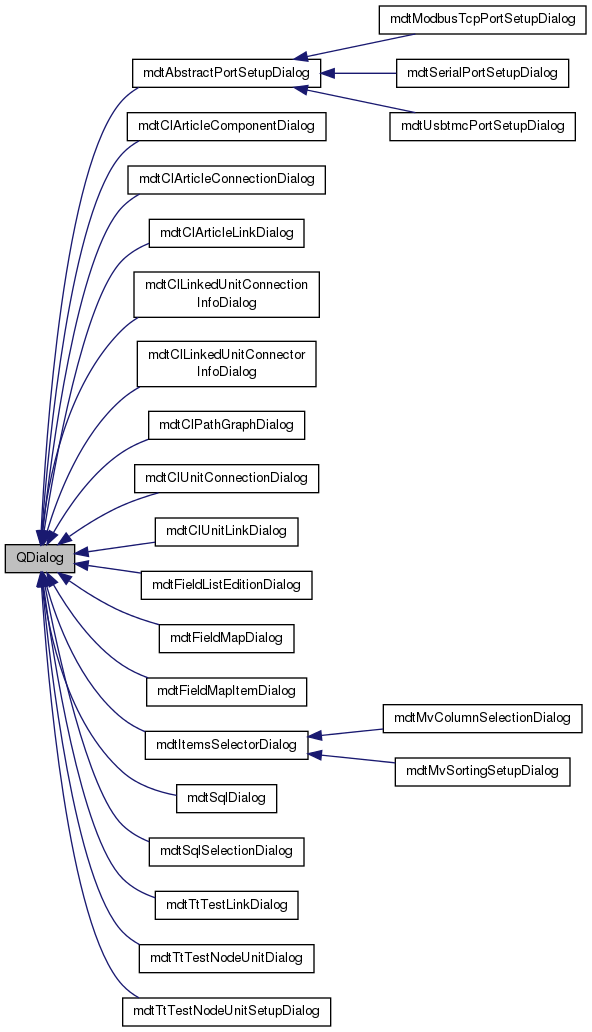 mdtModbusTcpPortSetupDialog
mdtAbstractPortSetupDialog
mdtSerialPortSetupDialog
mdtUsbtmcPortSetupDialog
mdtClArticleComponentDialog
mdtClArticleConnectionDialog
mdtClArticleLinkDialog
mdtClLinkedUnitConnection
InfoDialog
mdtClLinkedUnitConnector
InfoDialog
mdtClPathGraphDialog
mdtClUnitConnectionDialog
mdtClUnitLinkDialog
QDialog
mdtFieldListEditionDialog
mdtFieldMapDialog
mdtFieldMapItemDialog
mdtMvColumnSelectionDialog
mdtItemsSelectorDialog
mdtMvSortingSetupDialog
mdtSqlDialog
mdtSqlSelectionDialog
mdtTtTestLinkDialog
mdtTtTestNodeUnitDialog
mdtTtTestNodeUnitSetupDialog